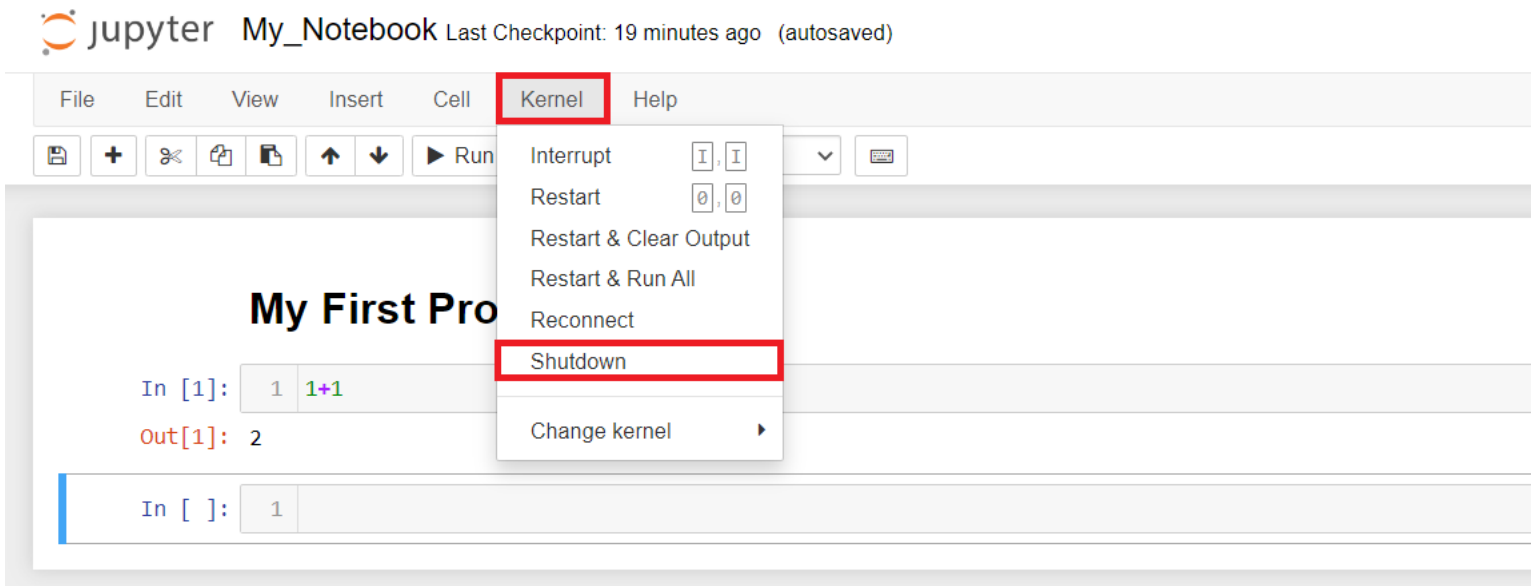 jupyter My_Notebook Last Checkpoint: 19 minutes ago (autosaved)
File Edit View Insert Cell Kernel Help
Run
Interrupt I, I
Restart 0, 0
Restart & Clear Output
Restart & Run All
Reconnect
Shutdown
Change kernel
My First Pro
In [1]: 1 1+1
Out[1]: 2
In [ ]: 1